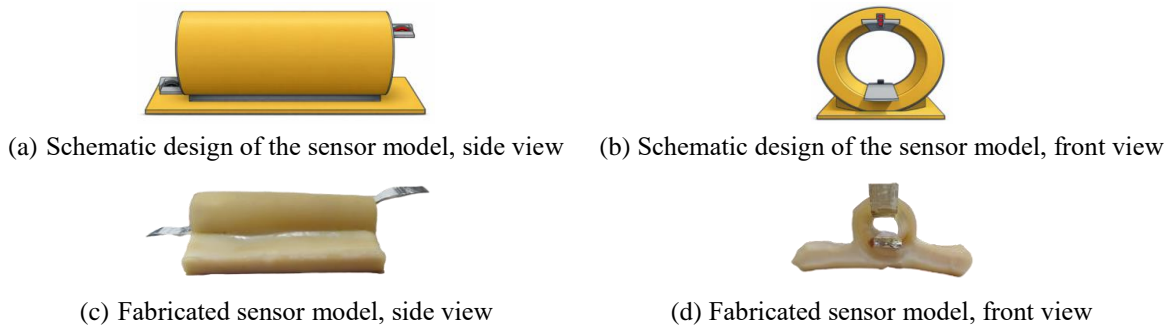 (a) Schematic design of the sensor model, side view
(b) Schematic design of the sensor model, front view
(c) Fabricated sensor model, side view
(d) Fabricated sensor model, front view